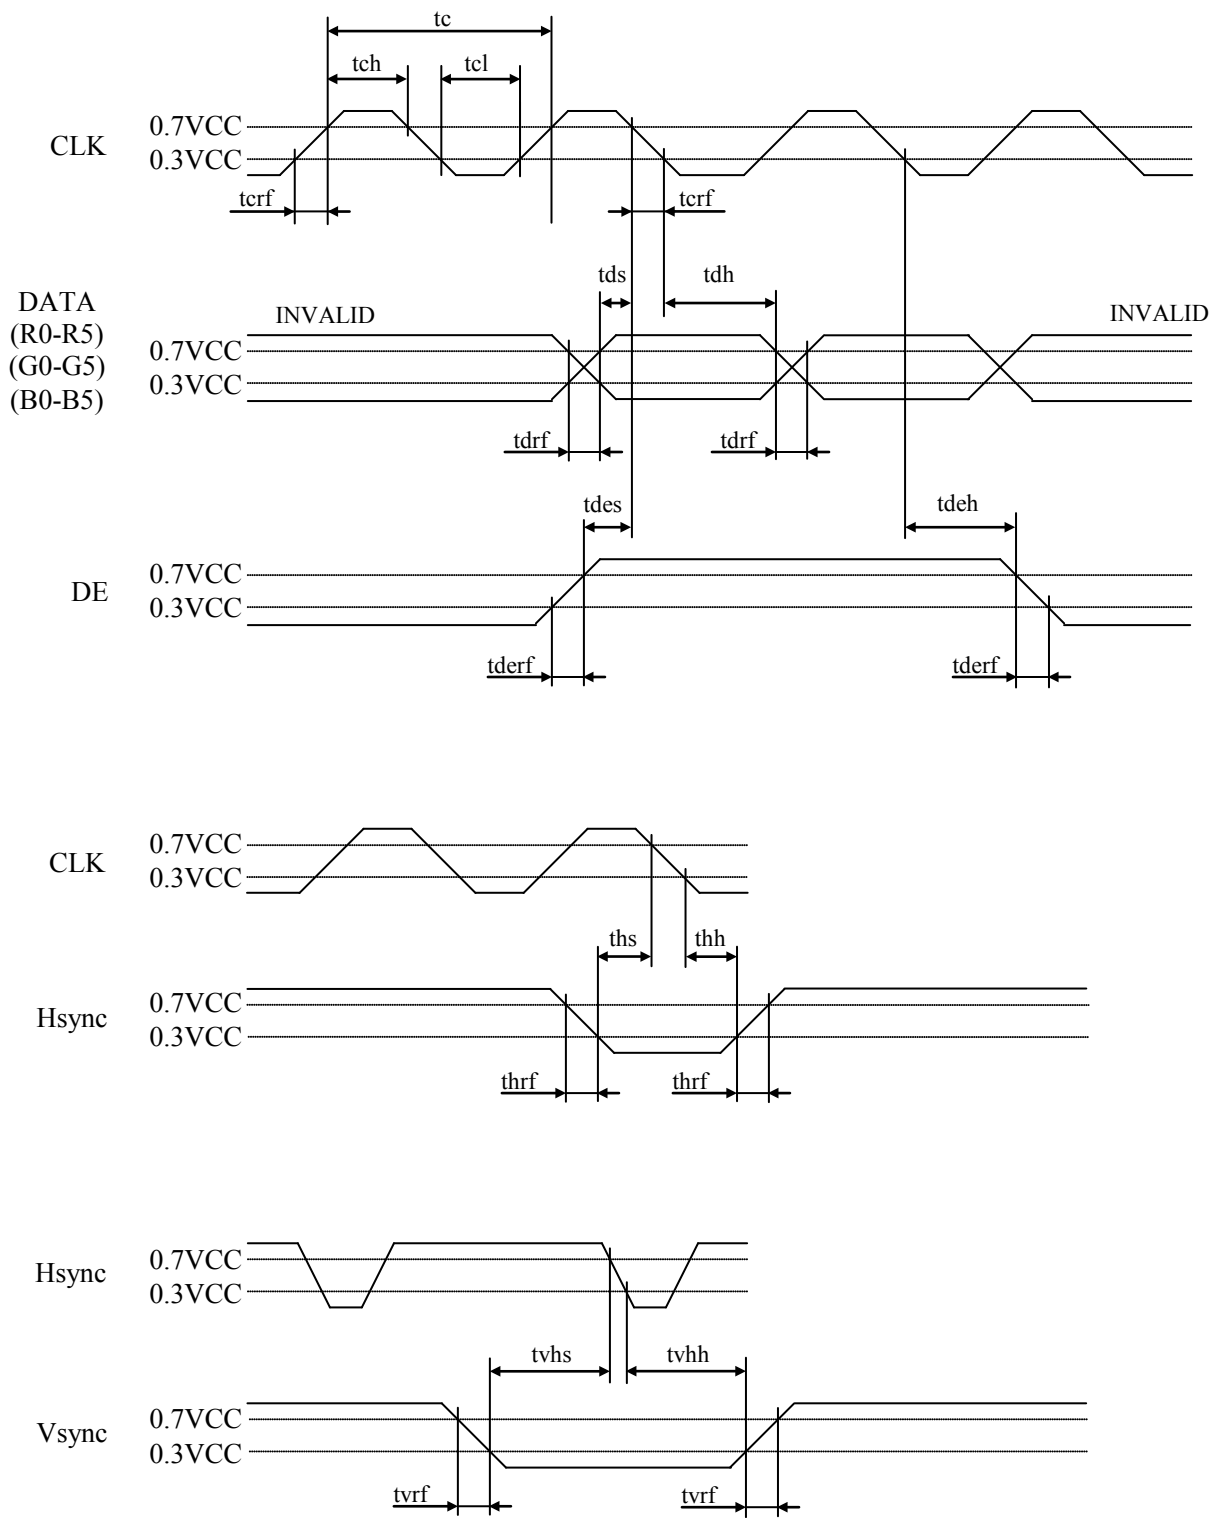 tc
tch tcl
CLK
0.7VCC
0.3VCC
tcrf tcrf
tds tdh
DATA
(R0-R5)
(G0-G5)
(B0-B5)
INVALID INVALID
0.7VCC
0.3VCC
tdrf tdrf
tdes tdeh
DE
0.7VCC
0.3VCC
tderf tderf
CLK
0.7VCC
0.3VCC
ths thh
Hsync
0.7VCC
0.3VCC
thrf thrf
Hsync
0.7VCC
0.3VCC
tvhs tvhh
Vsync
0.7VCC
0.3VCC
tvrf tvrf